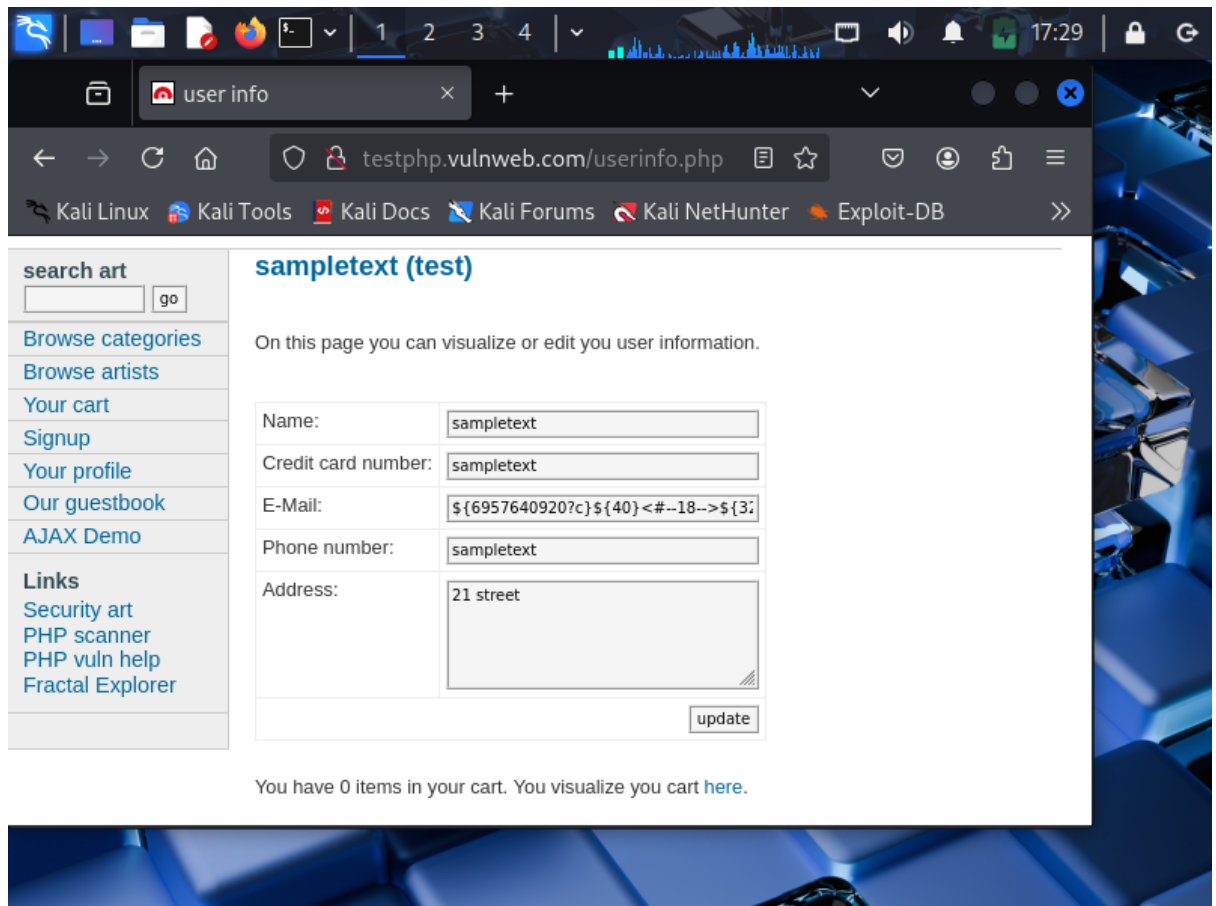 1 2 3 4 17:29
user info
testphp.vulnweb.com/userinfo.php
Kali Linux Kali Tools Kali Docs Kali Forums Kali NetHunter Exploit-DB
search art
go
Browse categories
Browse artists
Your cart
Signup
Your profile
Our guestbook
AJAX Demo
Links
Security art
PHP scanner
PHP vuln help
Fractal Explorer
sampletext (test)
On this page you can visualize or edit you user information.
Name: sampletext
Credit card number: sampletext
E-Mail: ${6957640920?c}${40}<#--18-->${32
Phone number: sampletext
Address: 21 street
update
You have 0 items in your cart. You visualize you cart here.